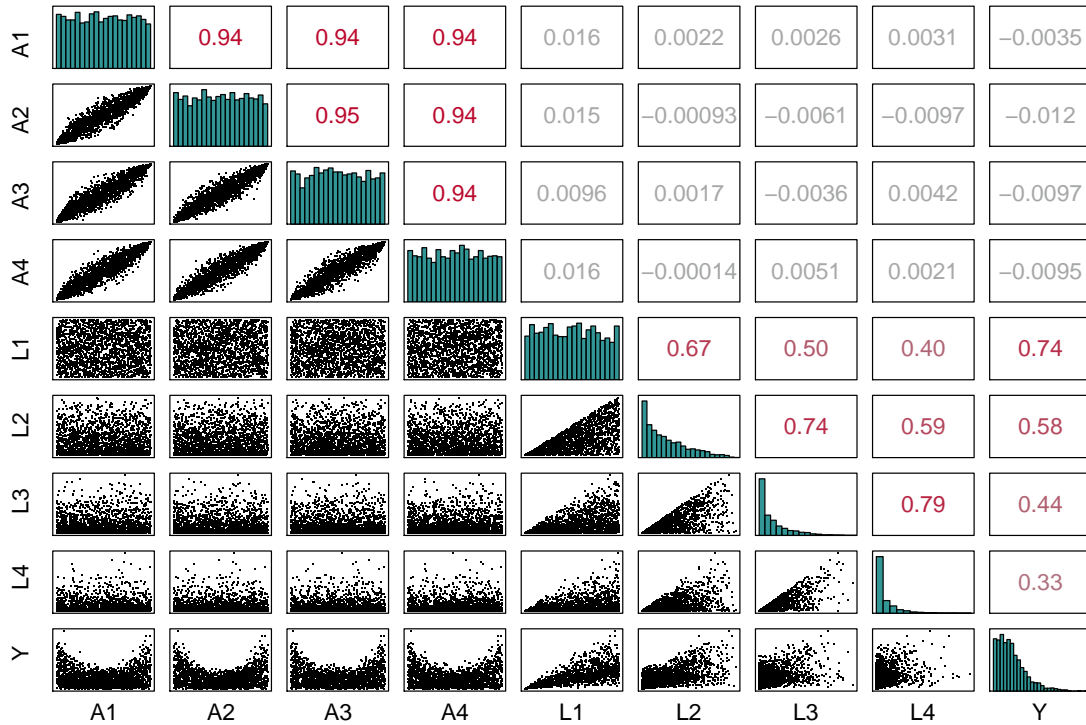 A1 0.94 0.94 0.94 0.016 0.0022 0.0026 0.0031 −0.0035
A2 0.95 0.94 0.015 −0.00093 −0.0061 −0.0097 −0.012
A3 0.94 0.0096 0.0017 −0.0036 0.0042 −0.0097
A4 0.016 −0.00014 0.0051 0.0021 −0.0095
L1 0.67 0.50 0.40 0.74
L2 0.74 0.59 0.58
L3 0.79 0.44
L4 0.33
Y
A1 A2 A3 A4 L1 L2 L3 L4 Y